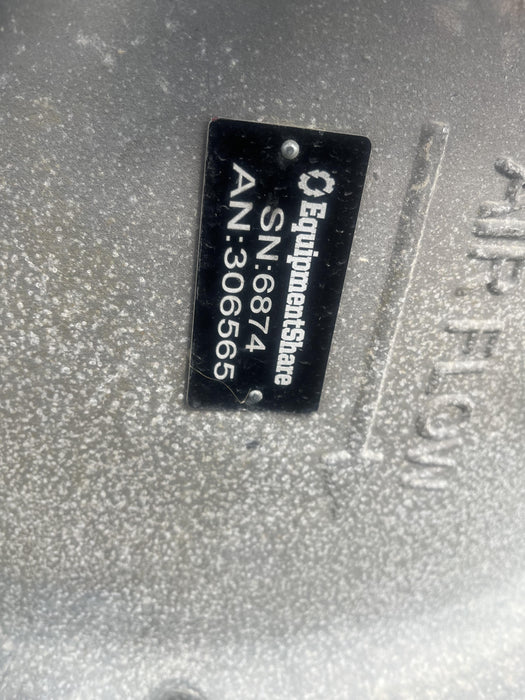 EquipmentShare
SN:6874
AN:306565
AIR FLOW